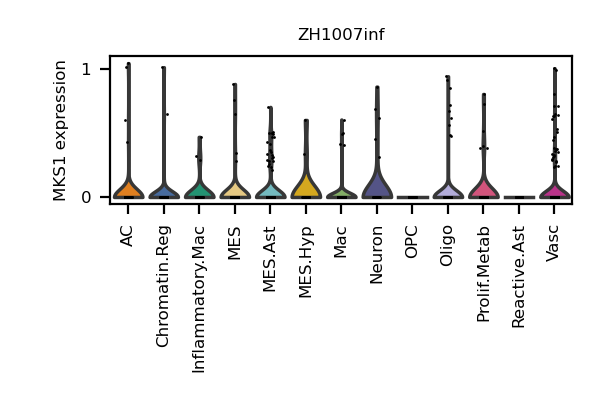 ZH1007inf
MKS1 expression
1
0
AC
Chromatin.Reg
Inflammatory.Mac
MES
MES.Ast
MES.Hyp
Mac
Neuron
OPC
Oligo
Prolif.Metab
Reactive.Ast
Vasc